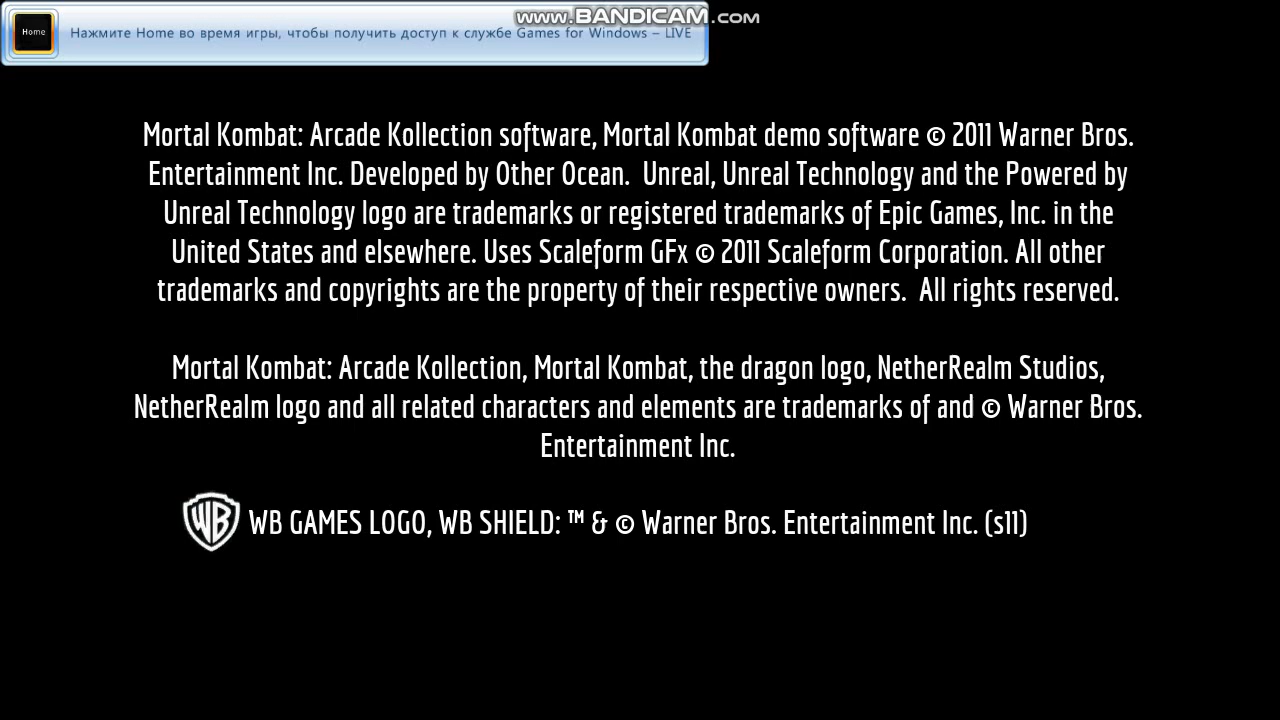 www.BANDICAM.com
Home
Нажмите Home во время игры, чтобы получить доступ к службе Games for Windows – LIVE
Mortal Kombat: Arcade Kollection software, Mortal Kombat demo software © 2011 Warner Bros.
Entertainment Inc. Developed by Other Ocean.  Unreal, Unreal Technology and the Powered by
Unreal Technology logo are trademarks or registered trademarks of Epic Games, Inc. in the
United States and elsewhere. Uses Scaleform GFx © 2011 Scaleform Corporation. All other
trademarks and copyrights are the property of their respective owners.  All rights reserved.
Mortal Kombat: Arcade Kollection, Mortal Kombat, the dragon logo, NetherRealm Studios,
NetherRealm logo and all related characters and elements are trademarks of and © Warner Bros.
Entertainment Inc.
WB WB GAMES LOGO, WB SHIELD: ™ & © Warner Bros. Entertainment Inc. (s11)